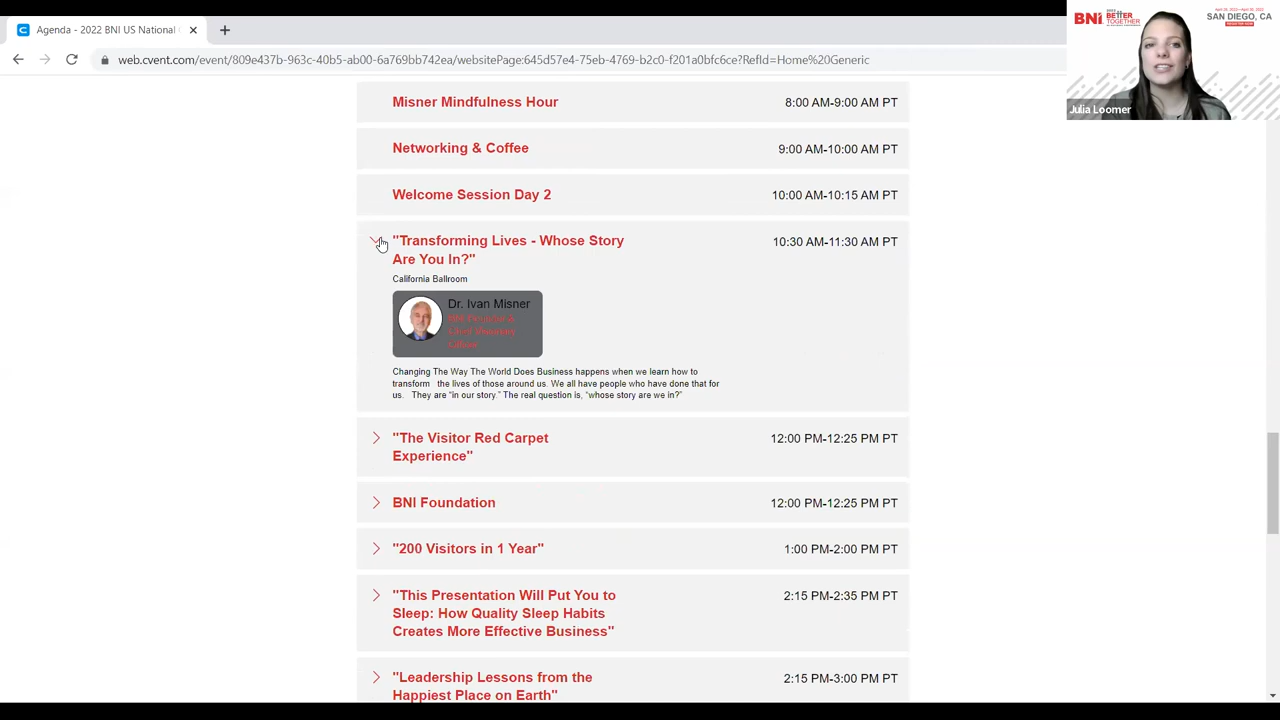 Agenda - 2022 BNI US National
web.cvent.com/event/809e437b-963c-40b5-ab00-6a769bb742ea/websitePage:645d57e4-75eb-4769-b2c0-f201a0bfc6ce?RefId=Home%20Generic
BNI
BETTER
TOGETHER
SAN DIEGO, CA
Julia Loomer
Misner Mindfulness Hour 8:00 AM-9:00 AM PT
Networking & Coffee 9:00 AM-10:00 AM PT
Welcome Session Day 2 10:00 AM-10:15 AM PT
"Transforming Lives - Whose Story 10:30 AM-11:30 AM PT
Are You In?"
California Ballroom
Dr. Ivan Misner
BNI Founder &
Chief Visionary
Officer
Changing The Way The World Does Business happens when we learn how to
transform the lives of those around us. We all have people who have done that for
us. They are "in our story." The real question is, "whose story are we in?"
"The Visitor Red Carpet 12:00 PM-12:25 PM PT
Experience"
BNI Foundation 12:00 PM-12:25 PM PT
"200 Visitors in 1 Year" 1:00 PM-2:00 PM PT
"This Presentation Will Put You to 2:15 PM-2:35 PM PT
Sleep: How Quality Sleep Habits
Creates More Effective Business"
"Leadership Lessons from the 2:15 PM-3:00 PM PT
Happiest Place on Earth"